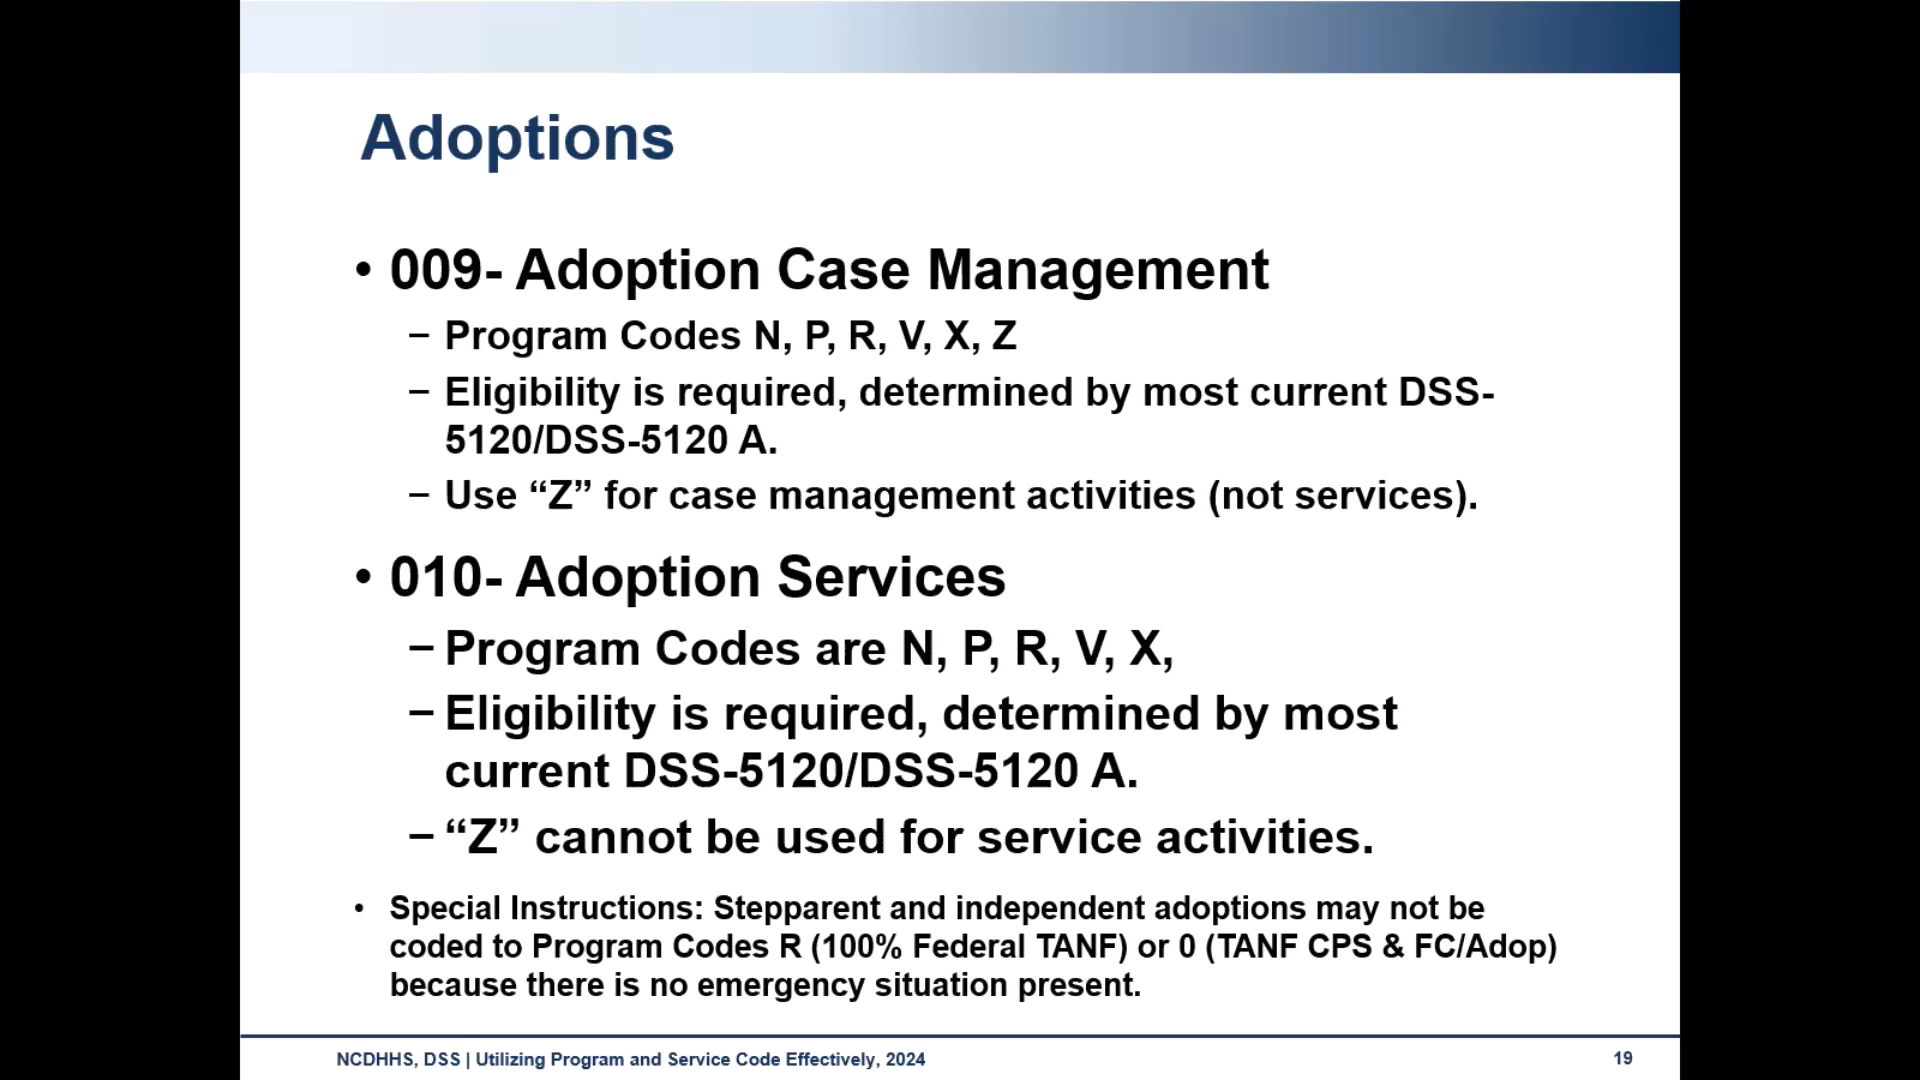 Adoptions
• 009- Adoption Case Management
– Program Codes N, P, R, V, X, Z
– Eligibility is required, determined by most current DSS-
5120/DSS-5120 A.
– Use “Z” for case management activities (not services).
• 010- Adoption Services
– Program Codes are N, P, R, V, X,
– Eligibility is required, determined by most
current DSS-5120/DSS-5120 A.
– “Z” cannot be used for service activities.
• Special Instructions: Stepparent and independent adoptions may not be
coded to Program Codes R (100% Federal TANF) or 0 (TANF CPS & FC/Adop)
because there is no emergency situation present.
NCDHHS, DSS | Utilizing Program and Service Code Effectively, 2024
19